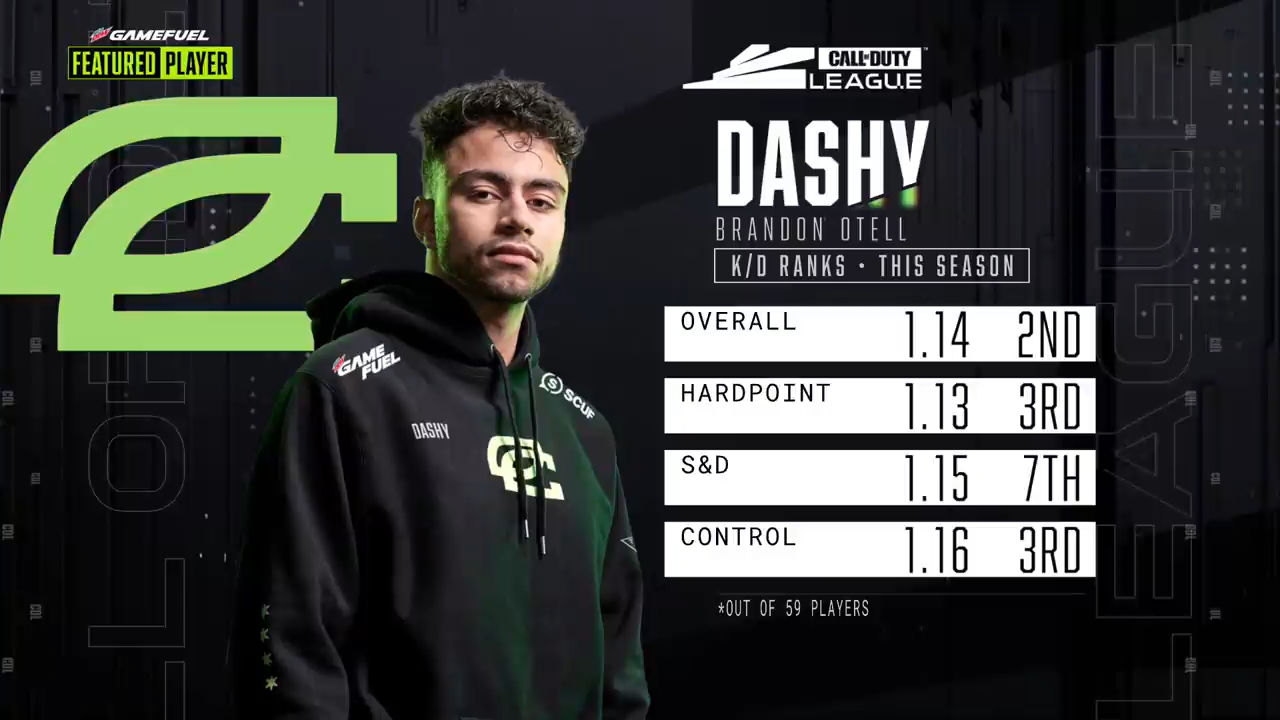 GAMEFUEL
FEATURED PLAYER
CALL OF DUTY
LEAGUE
DASHY
BRANDON OTELL
K/D RANKS • THIS SEASON
OVERALL 1.14 2ND
HARDPOINT 1.13 3RD
S&D 1.15 7TH
CONTROL 1.16 3RD
*OUT OF 59 PLAYERS
GAME
FUEL
SCUF
DASHY
LEAGUE